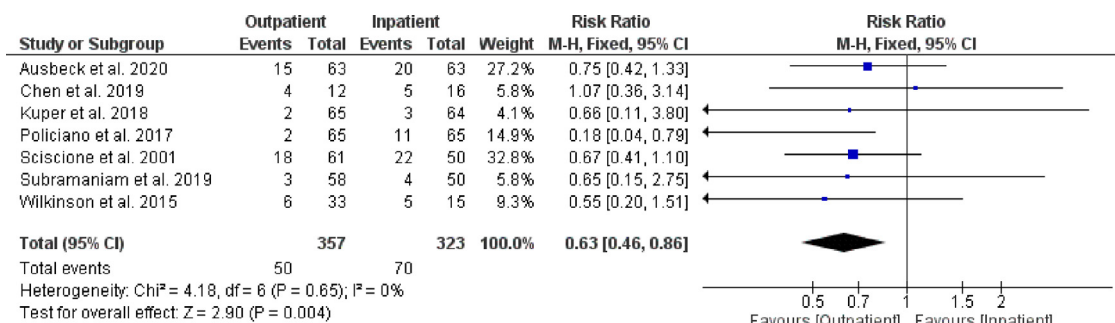 Outpatient Inpatient Risk Ratio Risk Ratio
Study or Subgroup Events Total Events Total Weight M-H, Fixed, 95% CI M-H, Fixed, 95% CI
Ausbeck et al. 2020 15 63 20 63 27.2% 0.75 [0.42, 1.33]
Chen et al. 2019 4 12 5 16 5.8% 1.07 [0.36, 3.14]
Kuper et al. 2018 2 65 3 64 4.1% 0.66 [0.11, 3.80]
Policiano et al. 2017 2 65 11 65 14.9% 0.18 [0.04, 0.79]
Sciscione et al. 2001 18 61 22 50 32.8% 0.67 [0.41, 1.10]
Subramaniam et al. 2019 3 58 4 50 5.8% 0.65 [0.15, 2.75]
Wilkinson et al. 2015 6 33 5 15 9.3% 0.55 [0.20, 1.51]
Total (95% CI) 357 323 100.0% 0.63 [0.46, 0.86]
Total events 50 70
Heterogeneity: Chi² = 4.18, df = 6 (P = 0.65); I² = 0%
Test for overall effect: Z = 2.90 (P = 0.004)
0.5 0.7 1 1.5 2
Favours [Outpatient] Favours [Inpatient]